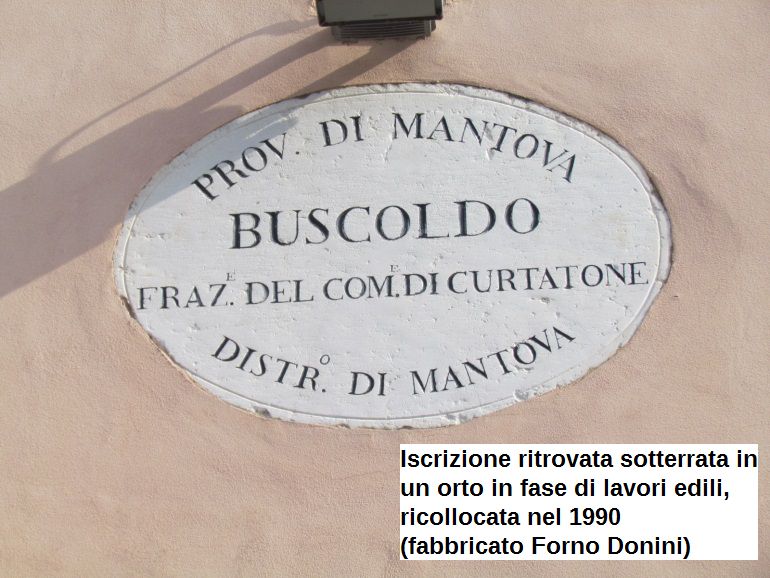 PROV. DI MANTOVA
BUSCOLDO
FRAZ.E DEL COM.E DI CURTATONE
DISTR.O DI MANTOVA
Iscrizione ritrovata sotterrata in
un orto in fase di lavori edili,
ricollocata nel 1990
(fabbricato Forno Donini)